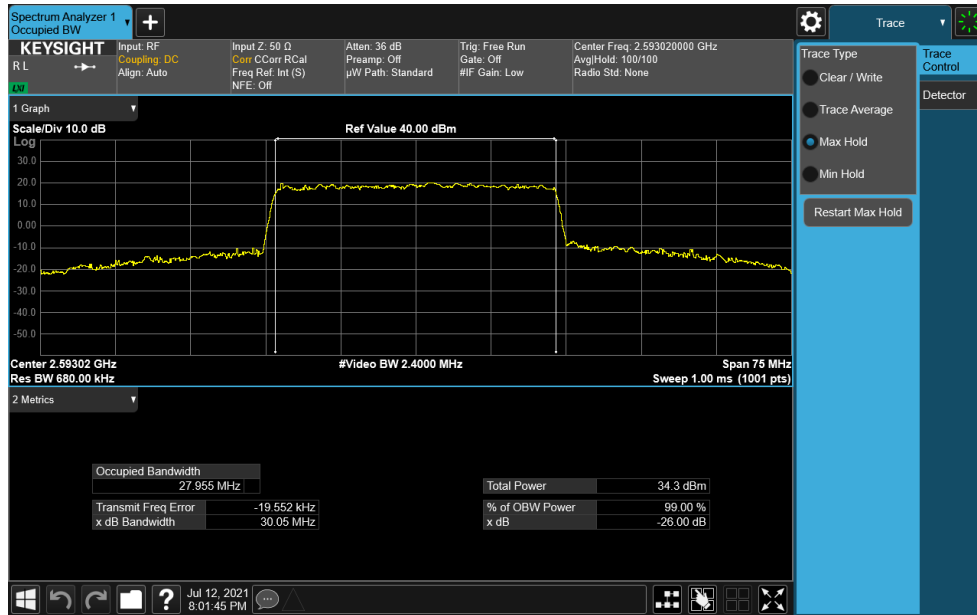 Spectrum Analyzer 1
Occupied BW
Trace
KEYSIGHT
R L
LXI
Input: RF
Coupling: DC
Align: Auto
Input Z: 50 Ω
Corr CCorr RCal
Freq Ref: Int (S)
NFE: Off
Atten: 36 dB
Preamp: Off
µW Path: Standard
Trig: Free Run
Gate: Off
#IF Gain: Low
Center Freq: 2.593020000 GHz
Avg|Hold: 100/100
Radio Std: None
1 Graph
Scale/Div 10.0 dB
Ref Value 40.00 dBm
Log
30.0
20.0
10.0
0.00
-10.0
-20.0
-30.0
-40.0
-50.0
Center 2.59302 GHz
#Video BW 2.4000 MHz
Span 75 MHz
Res BW 680.00 kHz
Sweep 1.00 ms (1001 pts)
2 Metrics
Occupied Bandwidth
27.955 MHz
Transmit Freq Error -19.552 kHz
x dB Bandwidth 30.05 MHz
Total Power 34.3 dBm
% of OBW Power 99.00 %
x dB -26.00 dB
Trace Type
Clear / Write
Trace Average
Max Hold
Min Hold
Restart Max Hold
Trace
Control
Detector
?
Jul 12, 2021
8:01:45 PM